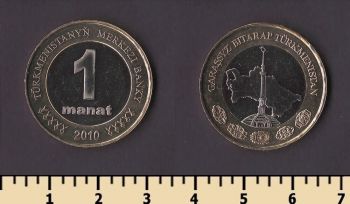 TÜRKMENISTANYŇ MERKEZI BANKY
1
manat
2010
GARAŞSYZ, BITARAP TÜRKMENISTAN
1 2 3 4 5 6 7